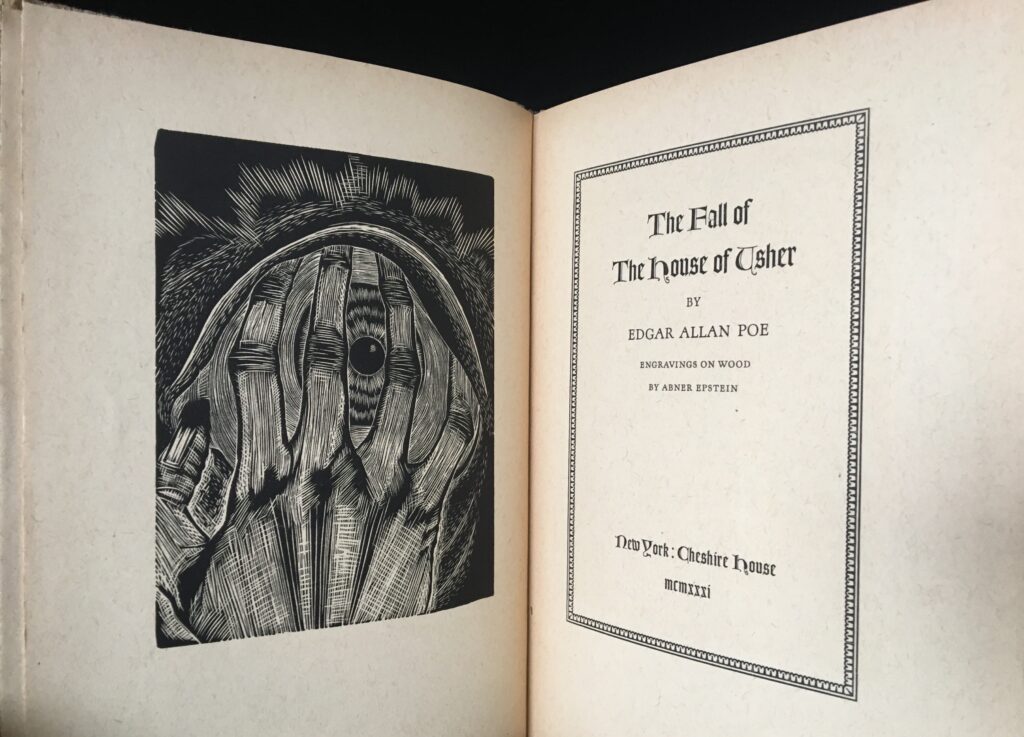 The Fall of
The House of Usher
BY
EDGAR ALLAN POE
ENGRAVINGS ON WOOD
BY ABNER EPSTEIN
New York: Cheshire House
mcmxxxi